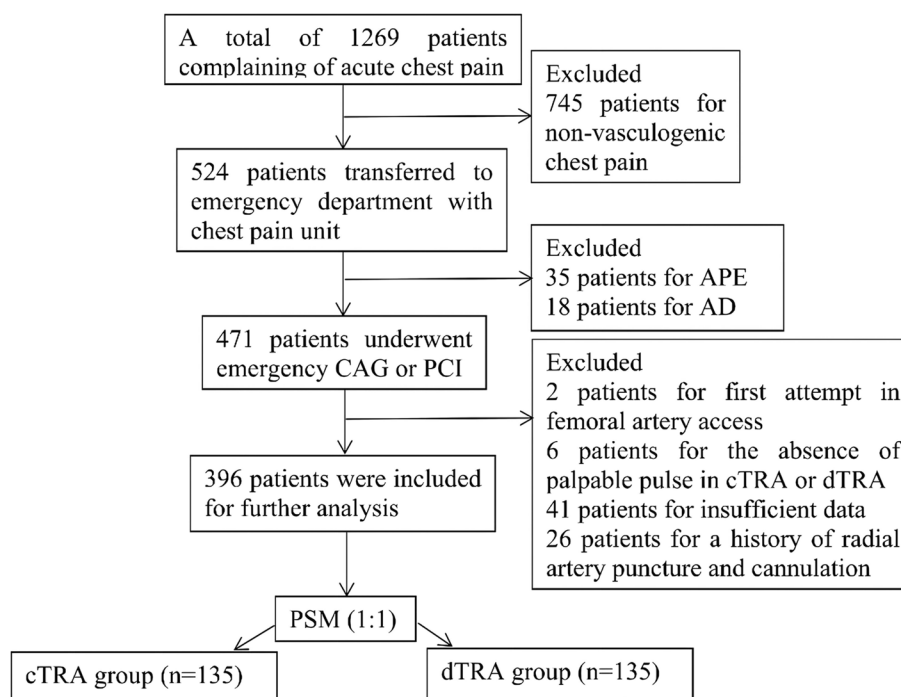 A total of 1269 patients
complaining of acute chest pain
Excluded
745 patients for
non-vasculogenic
chest pain
524 patients transferred to
emergency department with
chest pain unit
Excluded
35 patients for APE
18 patients for AD
471 patients underwent
emergency CAG or PCI
Excluded
2 patients for first attempt in
femoral artery access
6 patients for the absence of
palpable pulse in cTRA or dTRA
41 patients for insufficient data
26 patients for a history of radial
artery puncture and cannulation
396 patients were included
for further analysis
PSM (1:1)
cTRA group (n=135)
dTRA group (n=135)